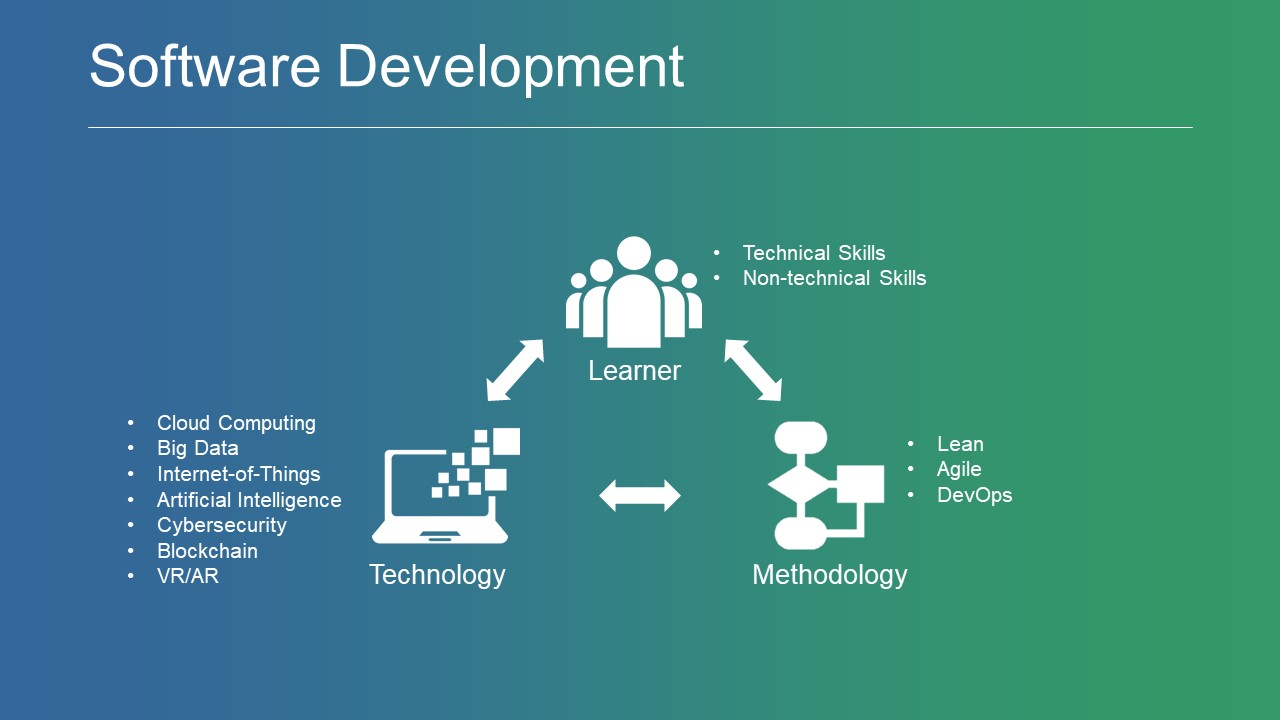 Software Development
• Technical Skills
• Non-technical Skills
Learner
• Cloud Computing
• Big Data
• Internet-of-Things
• Artificial Intelligence
• Cybersecurity
• Blockchain
• VR/AR
Technology
• Lean
• Agile
• DevOps
Methodology